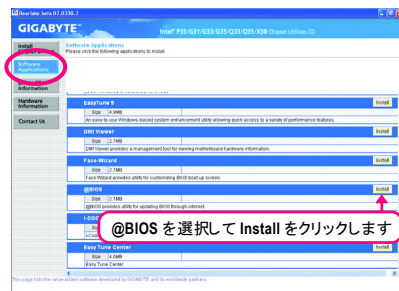 Bearlake beta B7.0330.2
GIGABYTE™
Intel® P35/G31/G33/G35/Q33/Q35/X38 Chipset Utilities CD
Install
Software Applications
Please click the following applications to install.
Software
Applications
Information
Hardware
Information
Contact Us
EasyTune 5
Install
Size 4.9MB
An easy-to-use Windows-based system enhancement utility allowing quick access to a variety of performance features.
DMI Viewer
Install
Size 2.7MB
DMI Viewer provides a management tool for viewing motherboard hardware information.
Face-Wizard
Install
Size 2.7MB
Face Wizard provides utility for customizing BIOS boot up screen.
@BIOS
Install
Size 2.1MB
@BIOS provides utility for updating BIOS through internet
@BIOS を選択して Install をクリックします
Easy Tune Center
Install
Size 4.0MB
Easy Tune Center
This page lists the value-added software developed by GIGABYTE and its worldwide partners.